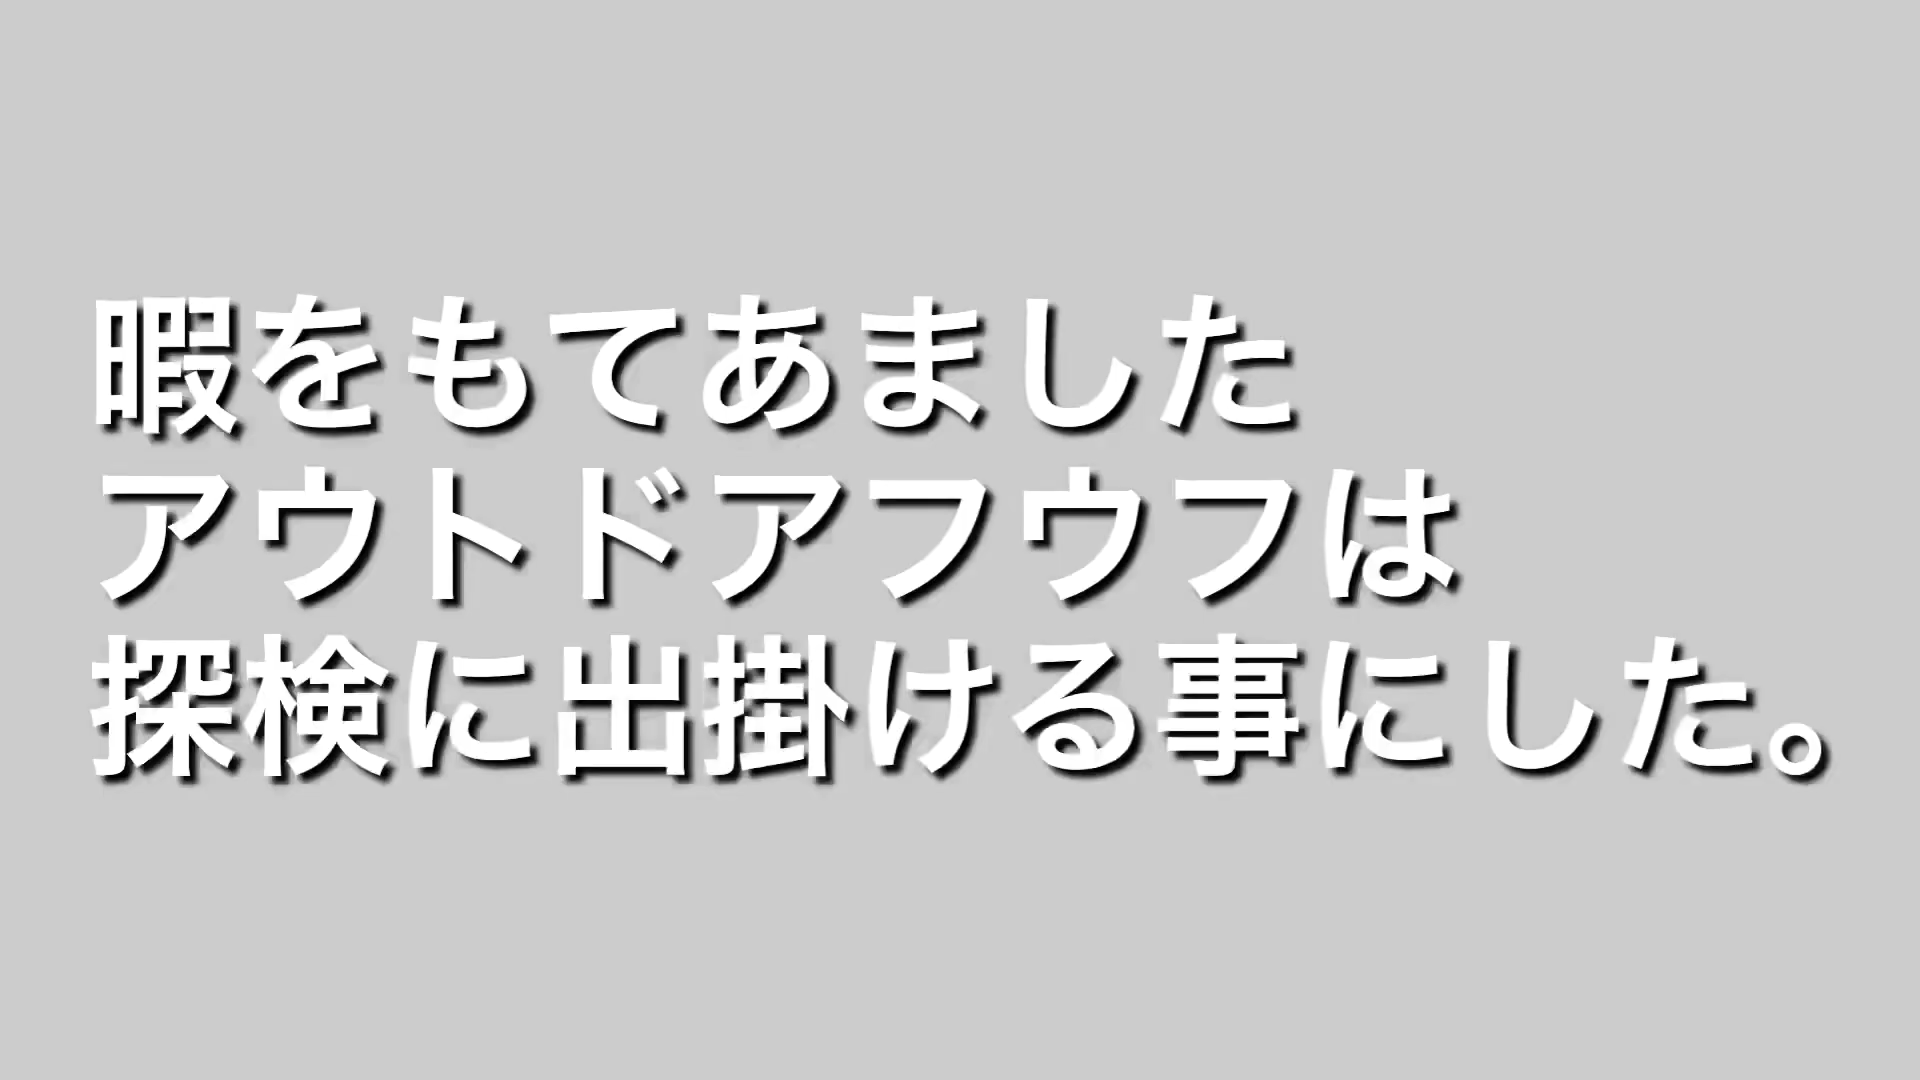 暇をもてあました
アウトドアフウフは
探検に出掛ける事にした。